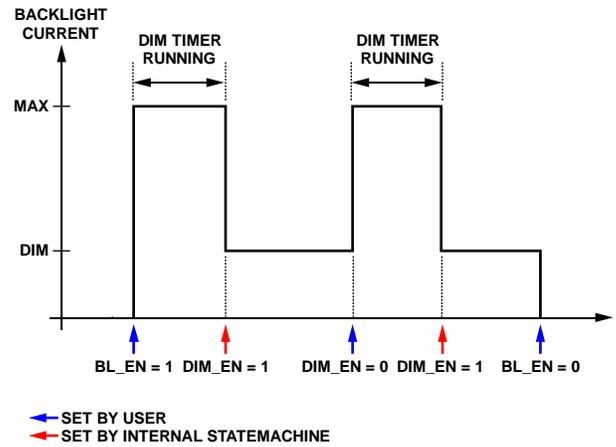 BACKLIGHT
CURRENT
DIM TIMER
RUNNING
DIM TIMER
RUNNING
MAX
DIM
BL_EN = 1
DIM_EN = 1
DIM_EN = 0
DIM_EN = 1
BL_EN = 0
SET BY USER
SET BY INTERNAL STATEMACHINE